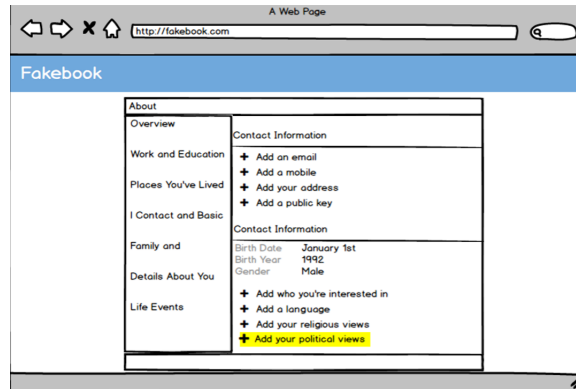 A Web Page
http://fakebook.com
Fakebook
About
Overview
Work and Education
Places You've Lived
I Contact and Basic
Family and
Details About You
Life Events
Contact Information
+ Add an email
+ Add a mobile
+ Add your address
+ Add a public key
Contact Information
Birth Date January 1st
Birth Year 1992
Gender Male
+ Add who you're interested in
+ Add a language
+ Add your religious views
+ Add your political views